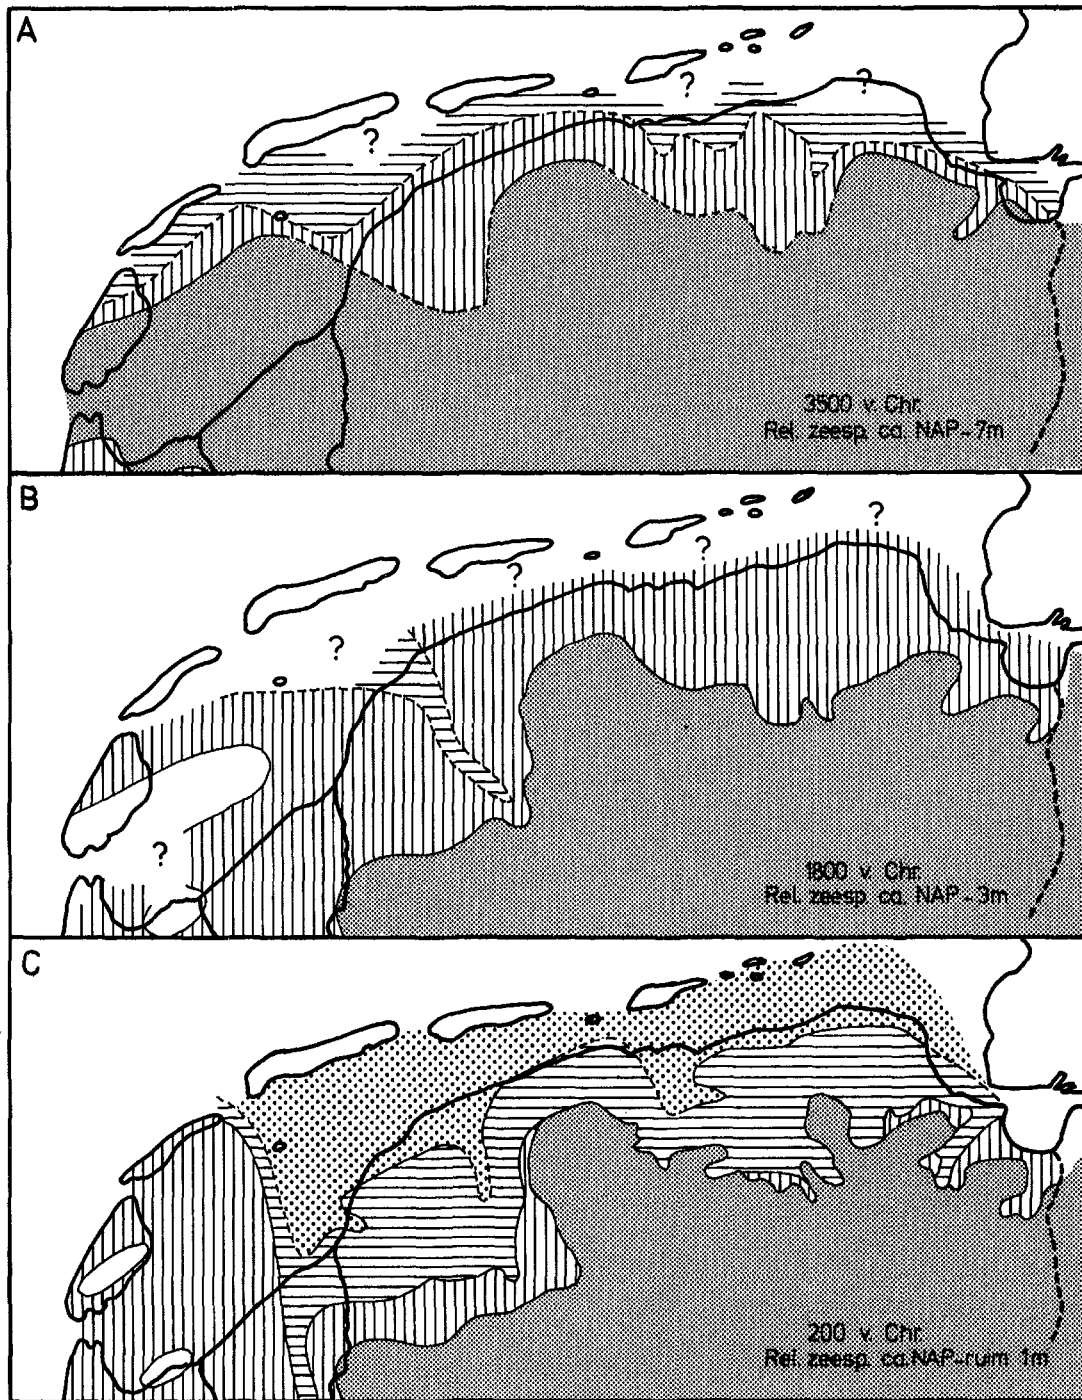 A
?
?
?
3500 v. Chr.
Rel. zeesp. ca. NAP-7m
B
?
?
?
?
?
1800 v. Chr.
Rel. zeesp. ca. NAP-3m
C
200 v. Chr.
Rel. zeesp. ca. NAP-ruim 1m